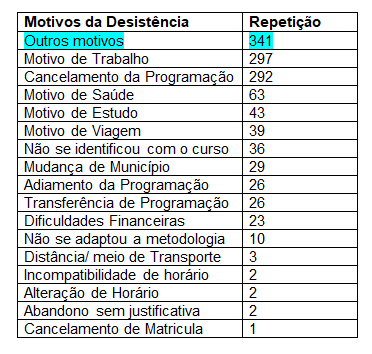 Motivos da Desistência Repetição
Outros motivos 341
Motivo de Trabalho 297
Cancelamento da Programação 292
Motivo de Saúde 63
Motivo de Estudo 43
Motivo de Viagem 39
Não se identificou com o curso 36
Mudança de Município 29
Adiamento da Programação 26
Transferência de Programação 26
Dificuldades Financeiras 23
Não se adaptou a metodologia 10
Distância/ meio de Transporte 3
Incompatibilidade de horário 2
Alteração de Horário 2
Abandono sem justificativa 2
Cancelamento de Matricula 1